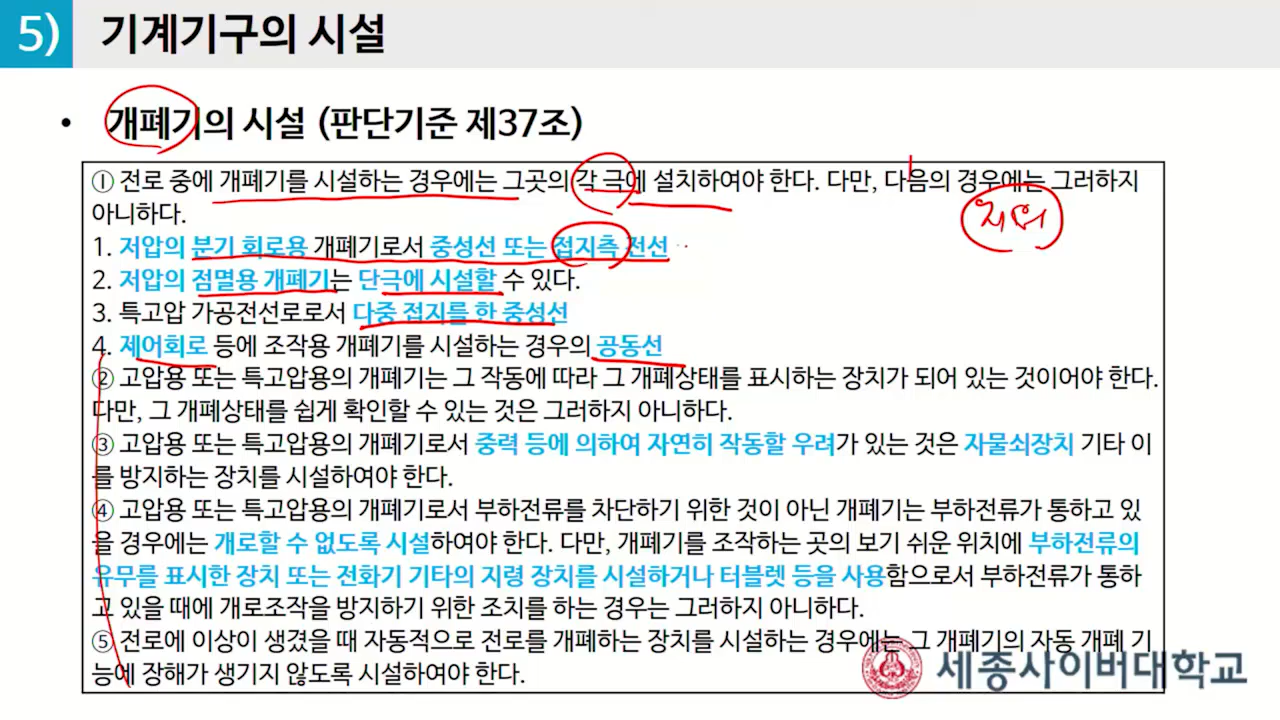 5) 기계기구의 시설
• 개폐기의 시설 (판단기준 제37조)
① 전로 중에 개폐기를 시설하는 경우에는 그곳의 각 극에 설치하여야 한다. 다만, 다음의 경우에는 그러하지
아니하다.
1. 저압의 분기 회로용 개폐기로서 중성선 또는 접지측 전선
2. 저압의 점멸용 개폐기는 단극에 시설할 수 있다.
3. 특고압 가공전선로로서 다중 접지를 한 중성선
4. 제어회로 등에 조작용 개폐기를 시설하는 경우의 공동선
② 고압용 또는 특고압용의 개폐기는 그 작동에 따라 그 개폐상태를 표시하는 장치가 되어 있는 것이어야 한다.
다만, 그 개폐상태를 쉽게 확인할 수 있는 것은 그러하지 아니하다.
③ 고압용 또는 특고압용의 개폐기로서 중력 등에 의하여 자연히 작동할 우려가 있는 것은 자물쇠장치 기타 이
를 방지하는 장치를 시설하여야 한다.
④ 고압용 또는 특고압용의 개폐기로서 부하전류를 차단하기 위한 것이 아닌 개폐기는 부하전류가 통하고 있
을 경우에는 개로할 수 없도록 시설하여야 한다. 다만, 개폐기를 조작하는 곳의 보기 쉬운 위치에 부하전류의
유무를 표시한 장치 또는 전화기 기타의 지령 장치를 시설하거나 터블렛 등을 사용함으로서 부하전류가 통하
고 있을 때에 개로조작을 방지하기 위한 조치를 하는 경우는 그러하지 아니하다.
⑤ 전로에 이상이 생겼을 때 자동적으로 전로를 개폐하는 장치를 시설하는 경우에는 그 개폐기의 자동 개폐 기
능에 장해가 생기지 않도록 시설하여야 한다.
세종사이버대학교